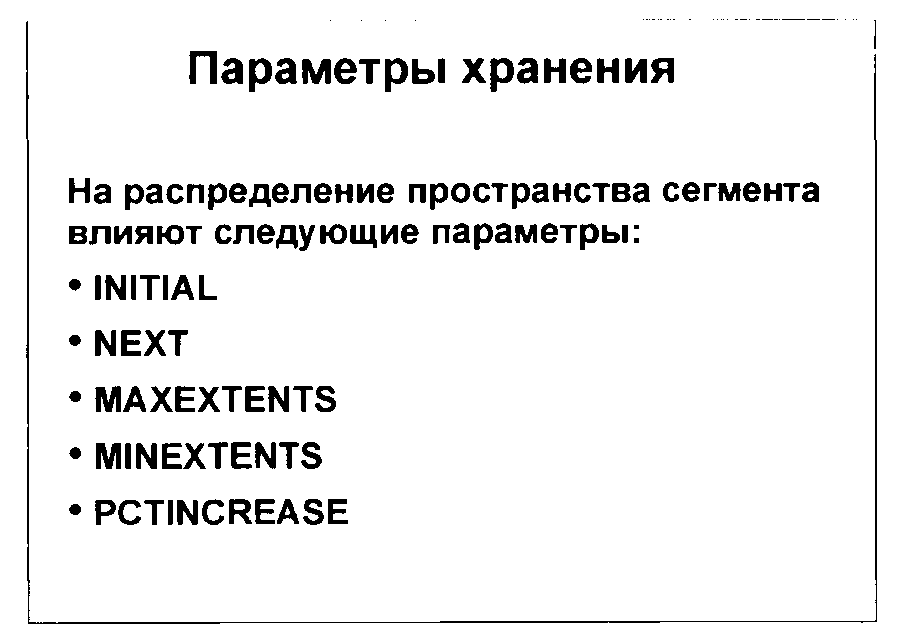 Параметры хранения
На распределение пространства сегмента
влияют следующие параметры:
• INITIAL
• NEXT
• MAXEXTENTS
• MINEXTENTS
• PCTINCREASE